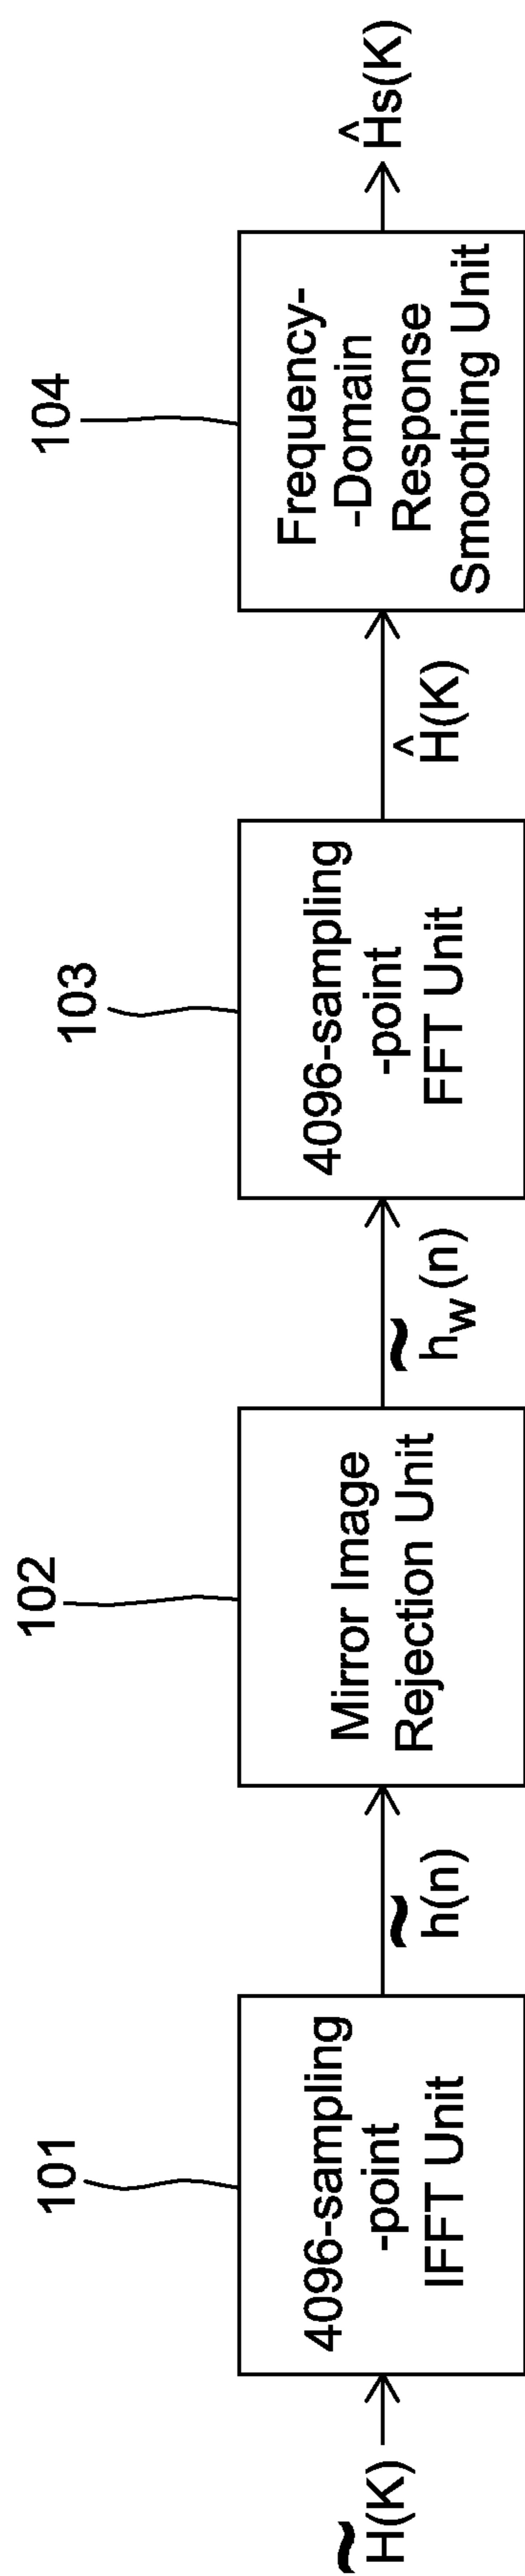 101
102
103
104
H̃(K)
4096-sampling
-point
IFFT Unit
h̃(n)
Mirror Image
Rejection Unit
h̃w(n)
4096-sampling
-point
FFT Unit
Ĥ(K)
Frequency-
-Domain
Response
Smoothing Unit
Ĥs(K)